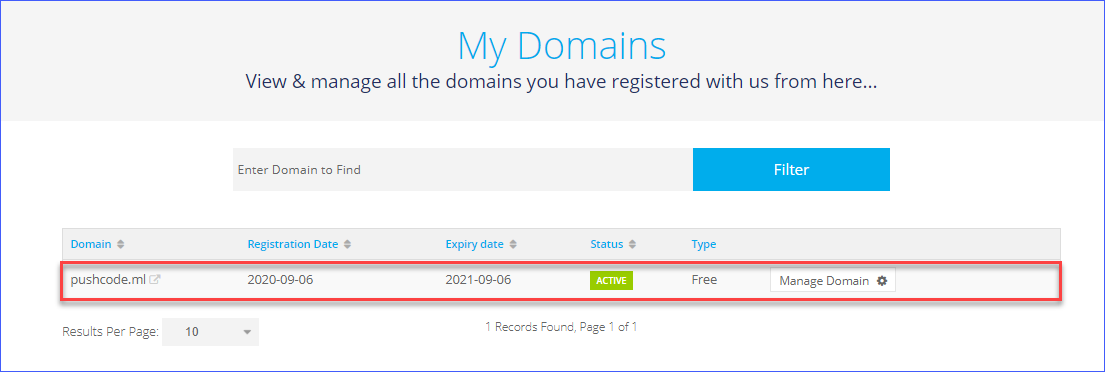 My Domains
View & manage all the domains you have registered with us from here...
Enter Domain to Find
Filter
Domain Registration Date Expiry date Status Type
pushcode.ml 2020-09-06 2021-09-06 ACTIVE Free Manage Domain
Results Per Page: 10
1 Records Found, Page 1 of 1